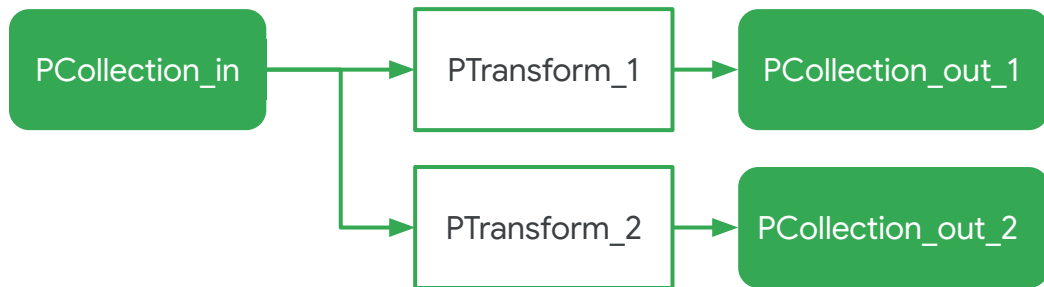 PCollection_in
PTransform_1
PCollection_out_1
PTransform_2
PCollection_out_2